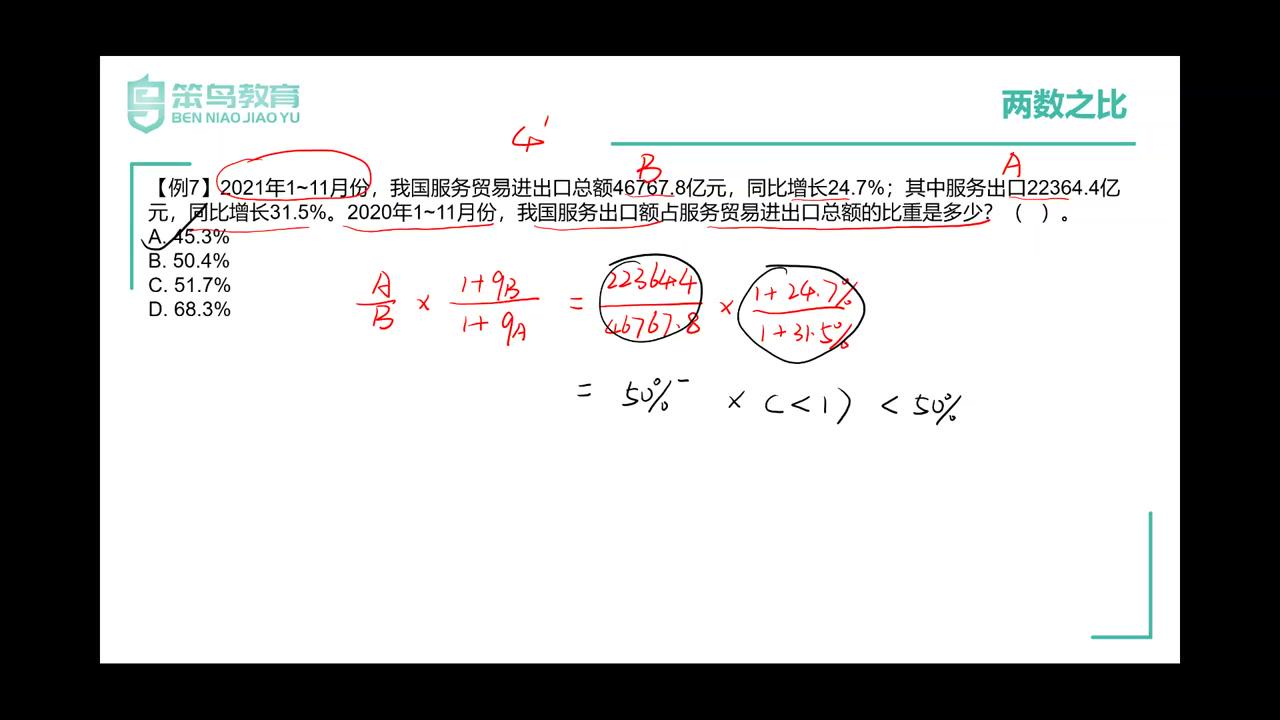 笨鸟教育
BEN NIAO JIAO YU
两数之比
B
A
【例7】2021年1~11月份，我国服务贸易进出口总额46767.8亿元，同比增长24.7%；其中服务出口22364.4亿
元，同比增长31.5%。2020年1~11月份，我国服务出口额占服务贸易进出口总额的比重是多少？（ ）。
A. 45.3%
B. 50.4%
C. 51.7%
D. 68.3%
A/B × 1+qB/1+qA = 22364.4/46767.8 × 1+24.7%/1+31.5%
= 50%⁻ × (<1) < 50%